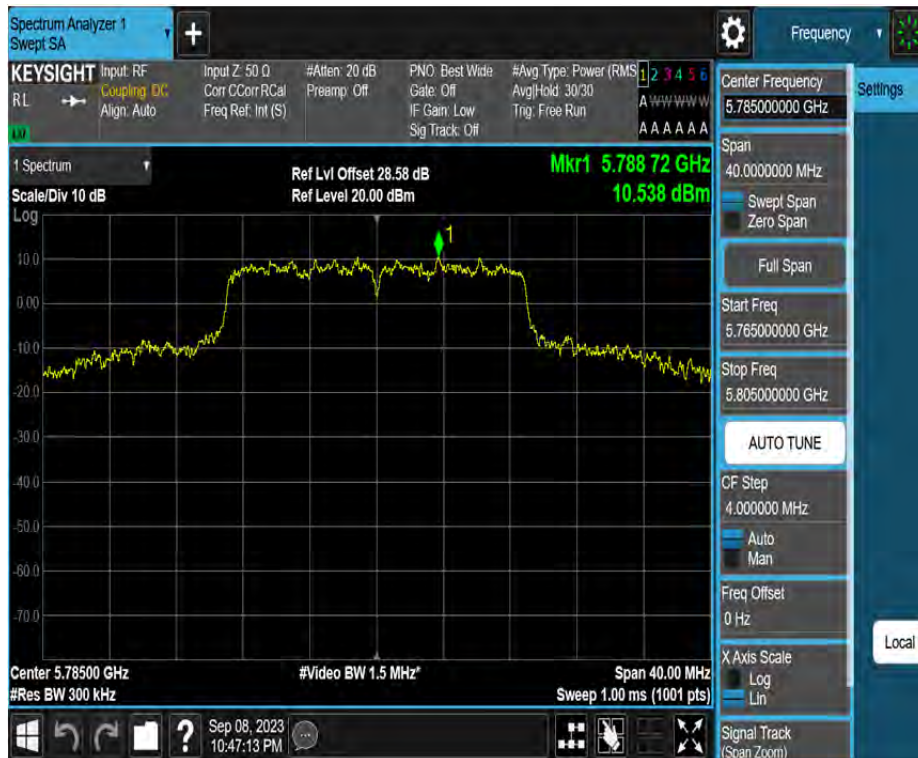 Spectrum Analyzer 1
Swept SA
Frequency
KEYSIGHT
RL
Input: RF
Coupling: DC
Align: Auto
Input Z: 50 Ω
Corr CCorr RCal
Freq Ref: Int (S)
#Atten: 20 dB
Preamp: Off
PNO: Best Wide
Gate: Off
IF Gain: Low
Sig Track: Off
#Avg Type: Power (RMS
Avg|Hold: 30/30
Trig: Free Run
1 2 3 4 5 6
A W W W W W
A A A A A A
Settings
Center Frequency
5.785000000 GHz
Span
40.0000000 MHz
Swept Span
Zero Span
Full Span
Start Freq
5.765000000 GHz
Stop Freq
5.805000000 GHz
AUTO TUNE
CF Step
4.000000 MHz
Auto
Man
Freq Offset
0 Hz
X Axis Scale
Log
Lin
Signal Track
(Span Zoom)
Local
1 Spectrum
Scale/Div 10 dB
Log
Ref Lvl Offset 28.58 dB
Ref Level 20.00 dBm
Mkr1 5.788 72 GHz
10.538 dBm
1
10.0
0.00
-10.0
-20.0
-30.0
-40.0
-50.0
-60.0
-70.0
Center 5.78500 GHz
#Res BW 300 kHz
#Video BW 1.5 MHz*
Span 40.00 MHz
Sweep 1.00 ms (1001 pts)
?
Sep 08, 2023
10:47:13 PM